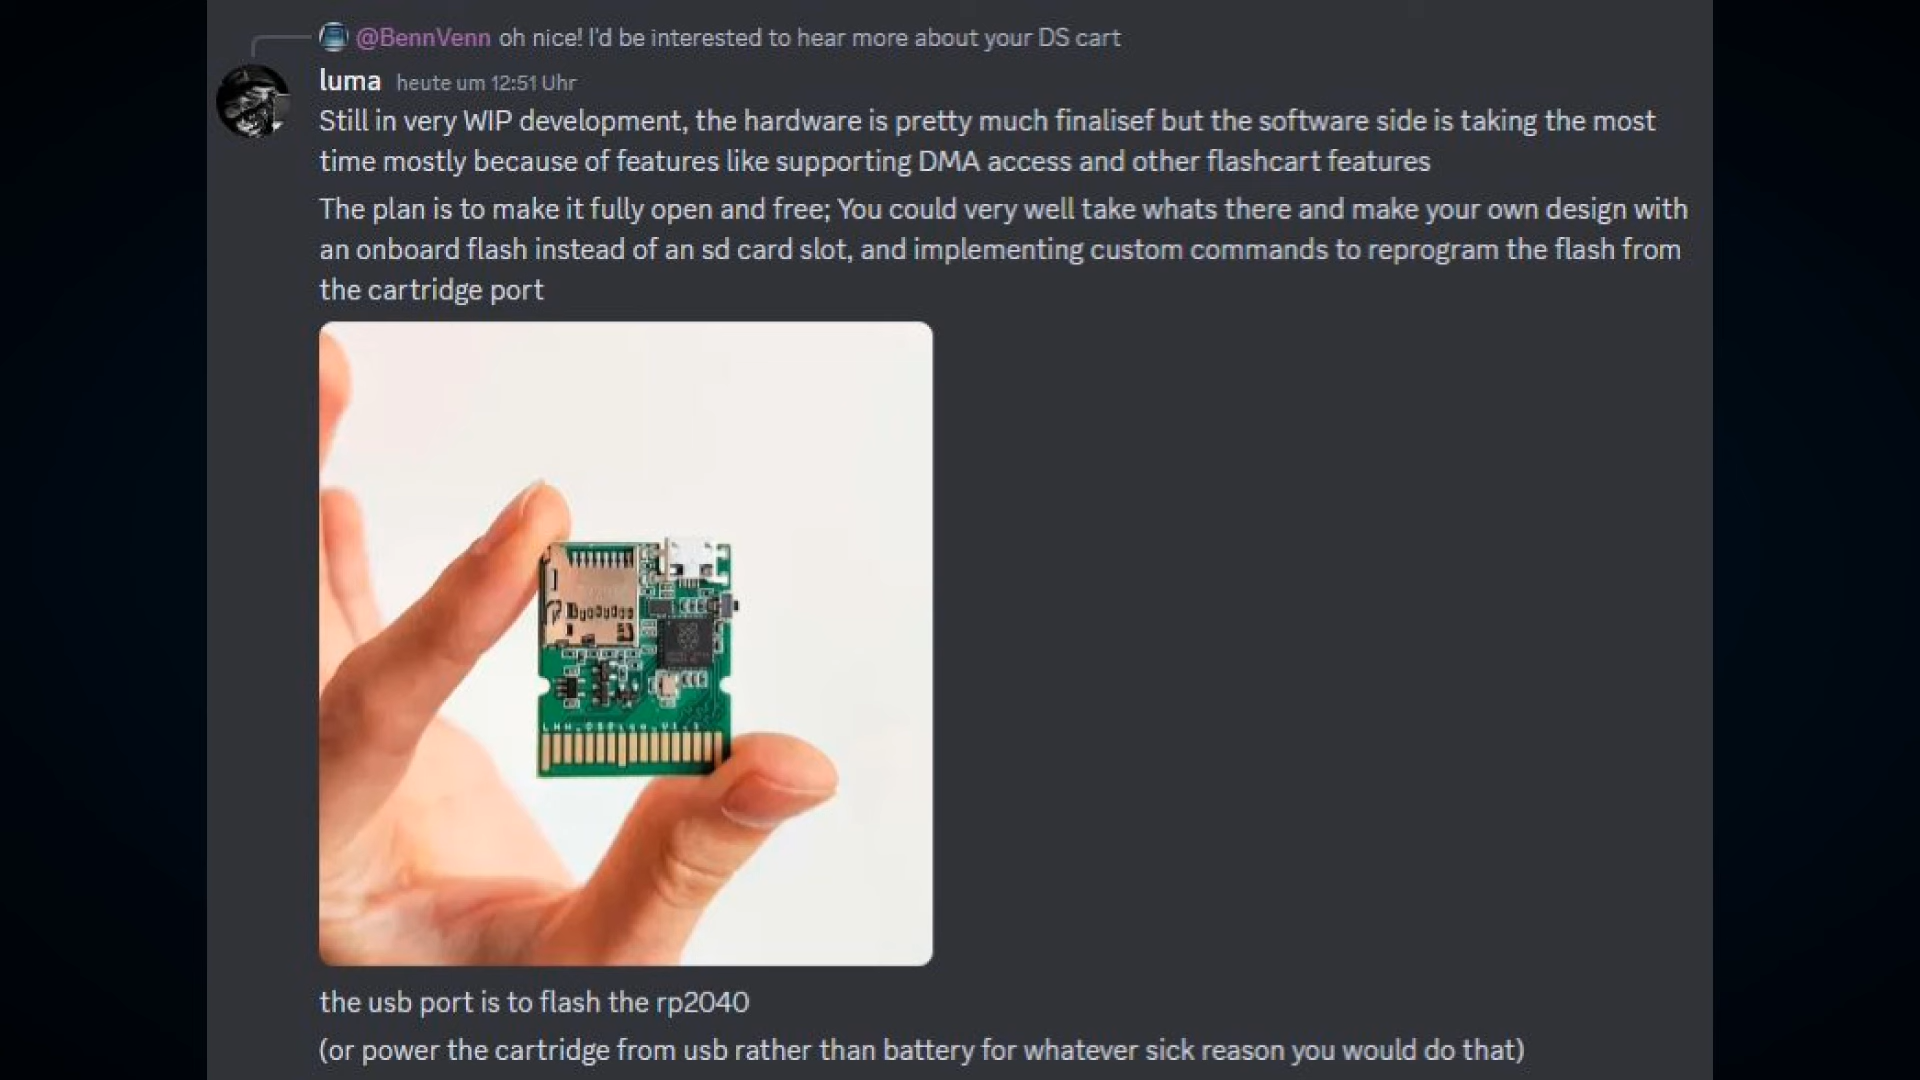 @BennVenn oh nice! I'd be interested to hear more about your DS cart
luma heute um 12:51 Uhr
Still in very WIP development, the hardware is pretty much finalisef but the software side is taking the most
time mostly because of features like supporting DMA access and other flashcart features
The plan is to make it fully open and free; You could very well take whats there and make your own design with
an onboard flash instead of an sd card slot, and implementing custom commands to reprogram the flash from
the cartridge port
the usb port is to flash the rp2040
(or power the cartridge from usb rather than battery for whatever sick reason you would do that)